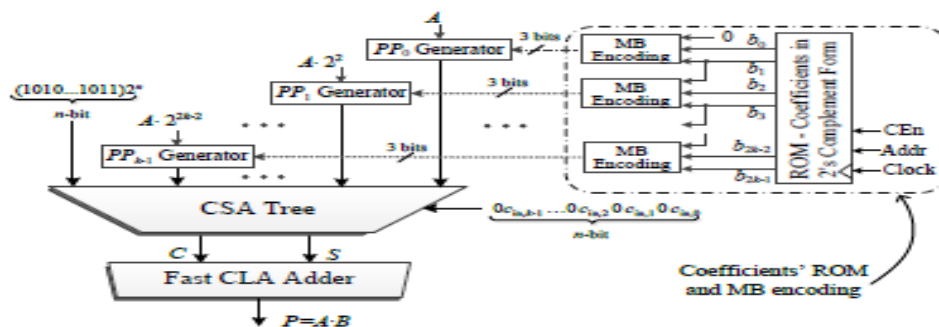 A
PP0 Generator
3 bits
MB Encoding
0
b0
A · 2^2
PP1 Generator
3 bits
MB Encoding
b1
b2
b3
(1010...1011)2^n
n-bit
A · 2^2k-2
PPk-1 Generator
3 bits
MB Encoding
b2k-2
b2k-1
ROM - Coefficients in
2's Complement Form
CEn
Addr
Clock
CSA Tree
0cin,k-1 ...0cin,2 0cin,1 0cin,0
n-bit
C
S
Fast CLA Adder
P=A·B
Coefficients' ROM
and MB encoding